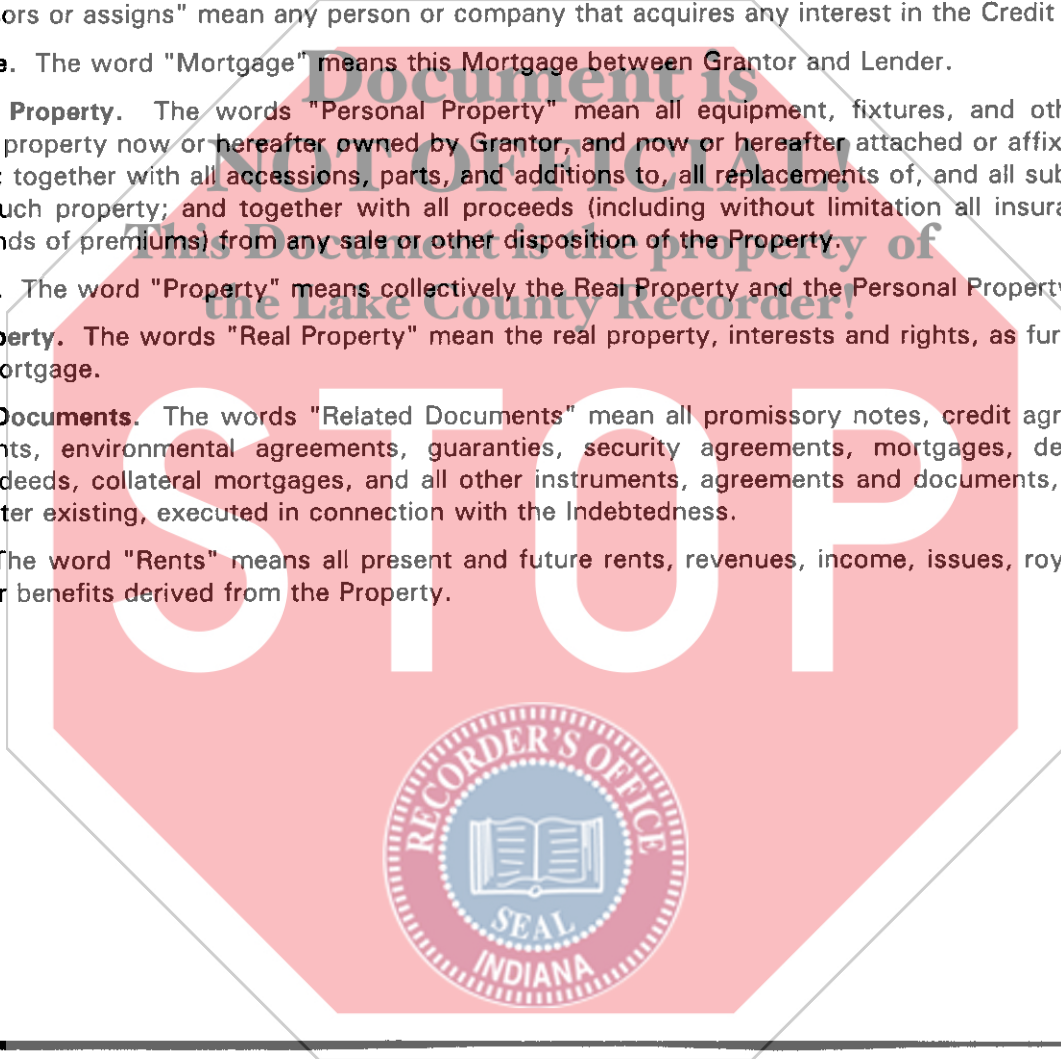 ors or assigns" mean any person or company that acquires any interest in the Credit
e. The word "Mortgage" means this Mortgage between Grantor and Lender.
Document is
Property. The words "Personal Property" mean all equipment, fixtures, and oth
property now or hereafter owned by Grantor, and now or hereafter attached or affix
NOT OFFICIAL!
; together with all accessions, parts, and additions to, all replacements of, and all sub
uch property; and together with all proceeds (including without limitation all insura
nds of premiums) from any sale or other disposition of the Property.
This Document is the property of
. The word "Property" means collectively the Real Property and the Personal Property
the Lake County Recorder!
perty. The words "Real Property" mean the real property, interests and rights, as fur
ortgage.
Documents. The words "Related Documents" mean all promissory notes, credit agr
nts, environmental agreements, guaranties, security agreements, mortgages, de
deeds, collateral mortgages, and all other instruments, agreements and documents,
ter existing, executed in connection with the Indebtedness.
The word "Rents" means all present and future rents, revenues, income, issues, roy
r benefits derived from the Property.
STOP
RECORDER'S OFFICE
SEAL
INDIANA